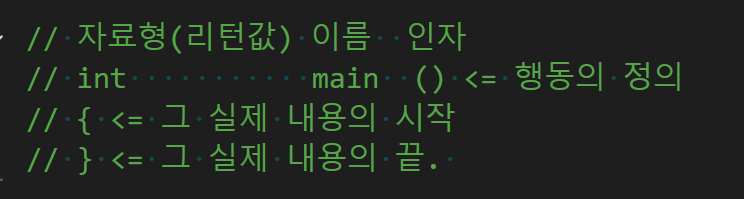 // 자료형(리턴값) 이름  인자
// int           main  () <= 행동의 정의
// { <= 그 실제 내용의 시작
// } <= 그 실제 내용의 끝.